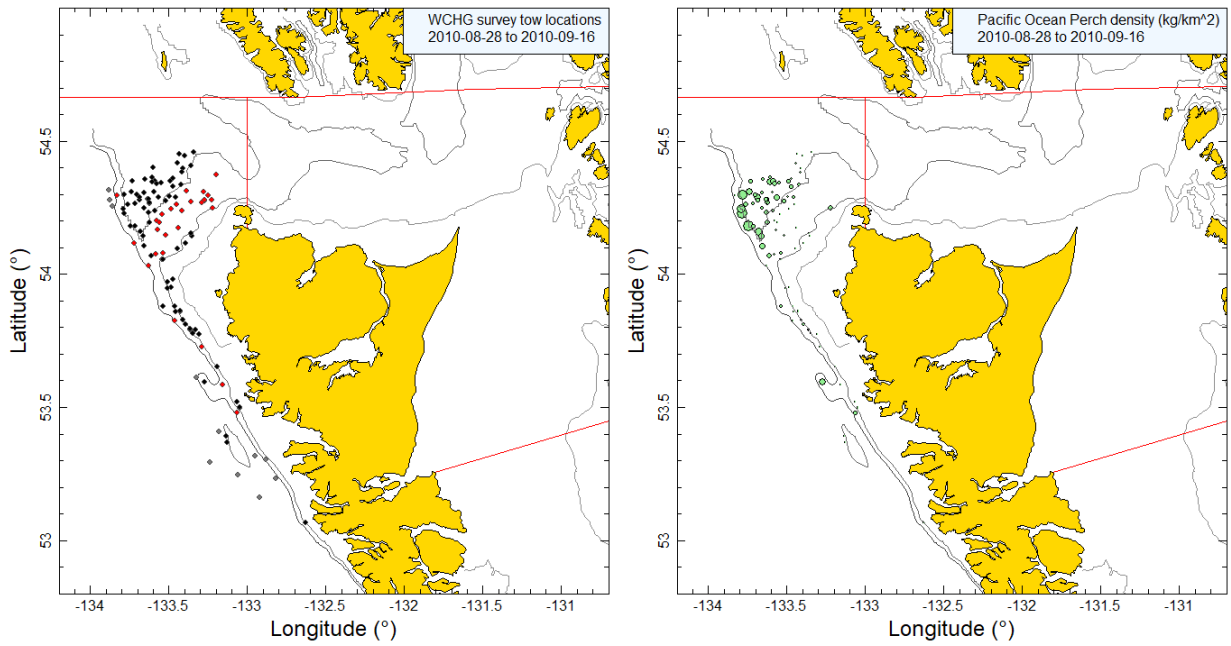 WCHG survey tow locations
2010-08-28 to 2010-09-16
54.5
54
53.5
53
Latitude (°)
-134
-133.5
-133
-132.5
-132
-131.5
-131
Longitude (°)
Pacific Ocean Perch density (kg/km^2)
2010-08-28 to 2010-09-16
54.5
54
53.5
53
Latitude (°)
-134
-133.5
-133
-132.5
-132
-131.5
-131
Longitude (°)